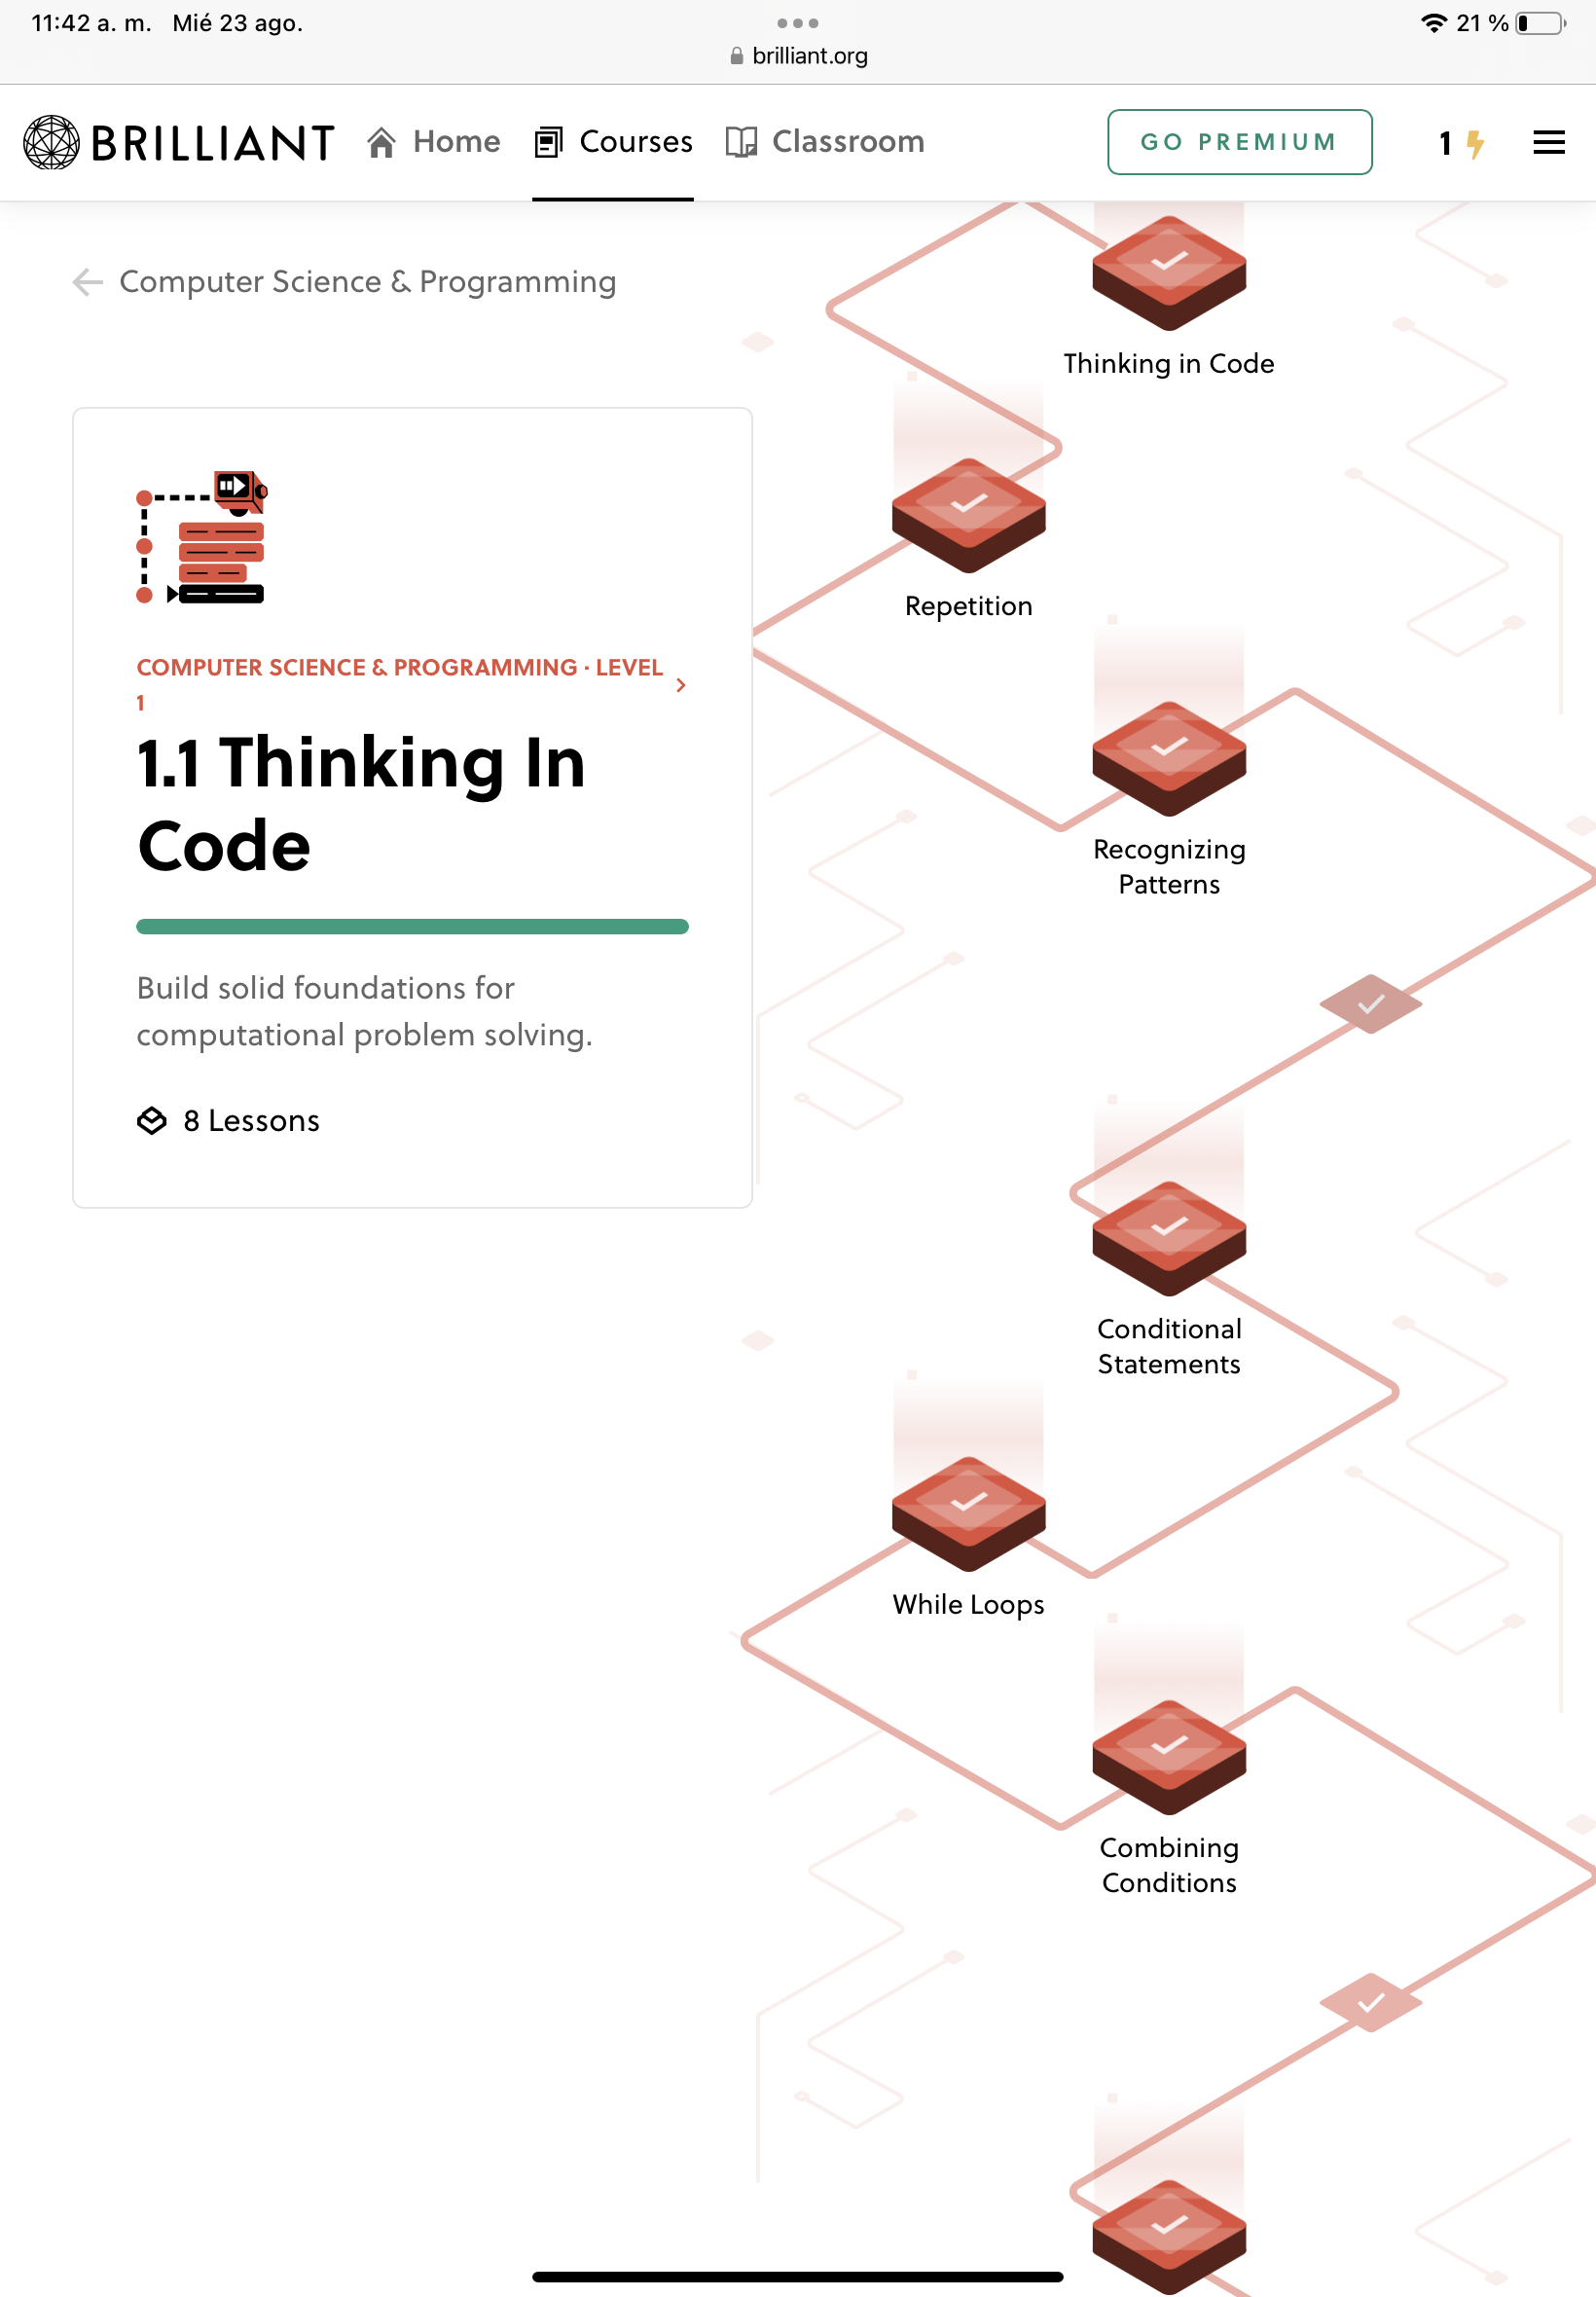 11:42 a. m. Mié 23 ago.
21 %
brilliant.org
BRILLIANT Home Courses Classroom GO PREMIUM 1
Computer Science & Programming
COMPUTER SCIENCE & PROGRAMMING · LEVEL
1
1.1 Thinking In
Code
Build solid foundations for
computational problem solving.
8 Lessons
Thinking in Code
Repetition
Recognizing
Patterns
Conditional
Statements
While Loops
Combining
Conditions